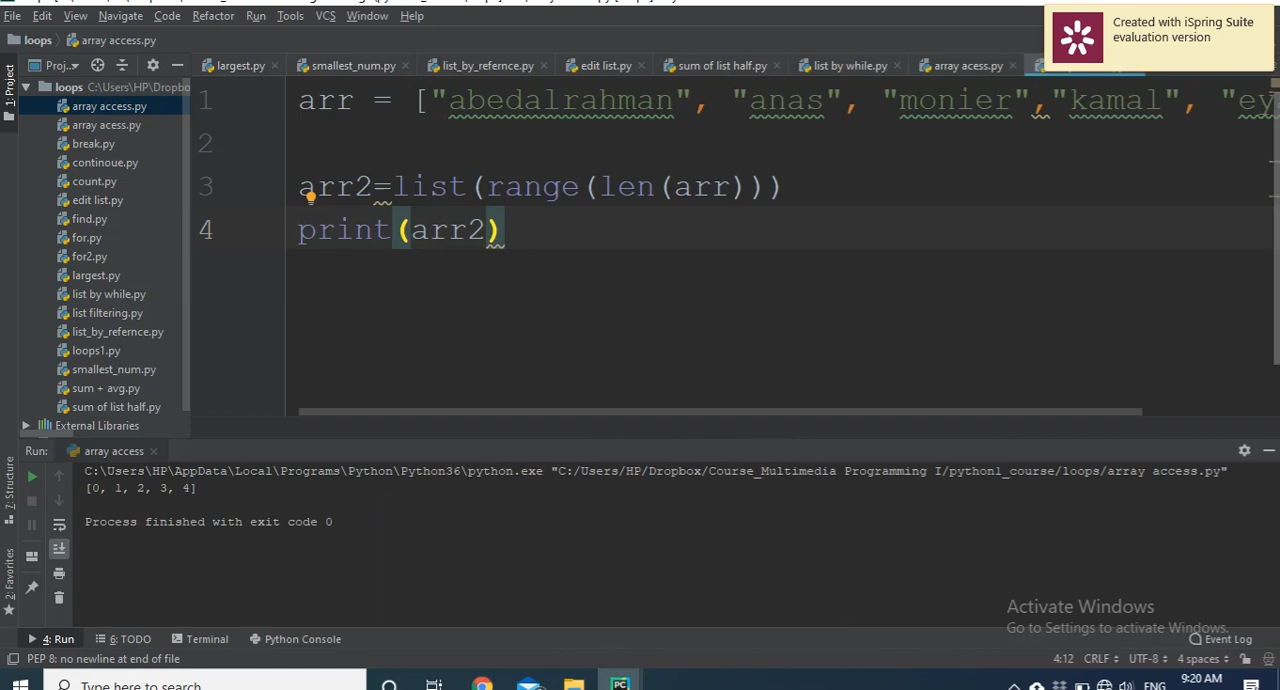 File Edit View Navigate Code Refactor Run Tools VCS Window Help
Created with iSpring Suite
evaluation version
loops array access.py
1: Project
Proj..
largest.py smallest_num.py list_by_refernce.py edit list.py sum of list half.py list by while.py array acess.py
loops C:\Users\HP\Dropbo
array access.py
array acess.py
break.py
continoue.py
count.py
edit list.py
find.py
for.py
for2.py
largest.py
list by while.py
list filtering.py
list_by_refernce.py
loops1.py
smallest_num.py
sum + avg.py
sum of list half.py
External Libraries
1 arr = ["abedalrahman", "anas", "monier","kamal", "ey
2
3 arr2=list(range(len(arr)))
4 print(arr2)
Run: array access
C:\Users\HP\AppData\Local\Programs\Python\Python36\python.exe "C:/Users/HP/Dropbox/Course_Multimedia Programming I/python1_course/loops/array access.py"
[0, 1, 2, 3, 4]
Process finished with exit code 0
7: Structure
2: Favorites
Activate Windows
Go to Settings to activate Windows.
4: Run 6: TODO Terminal Python Console Event Log
PEP 8: no newline at end of file 4:12 CRLF UTF-8 4 spaces
Type here to search PC ENG 9:20 AM